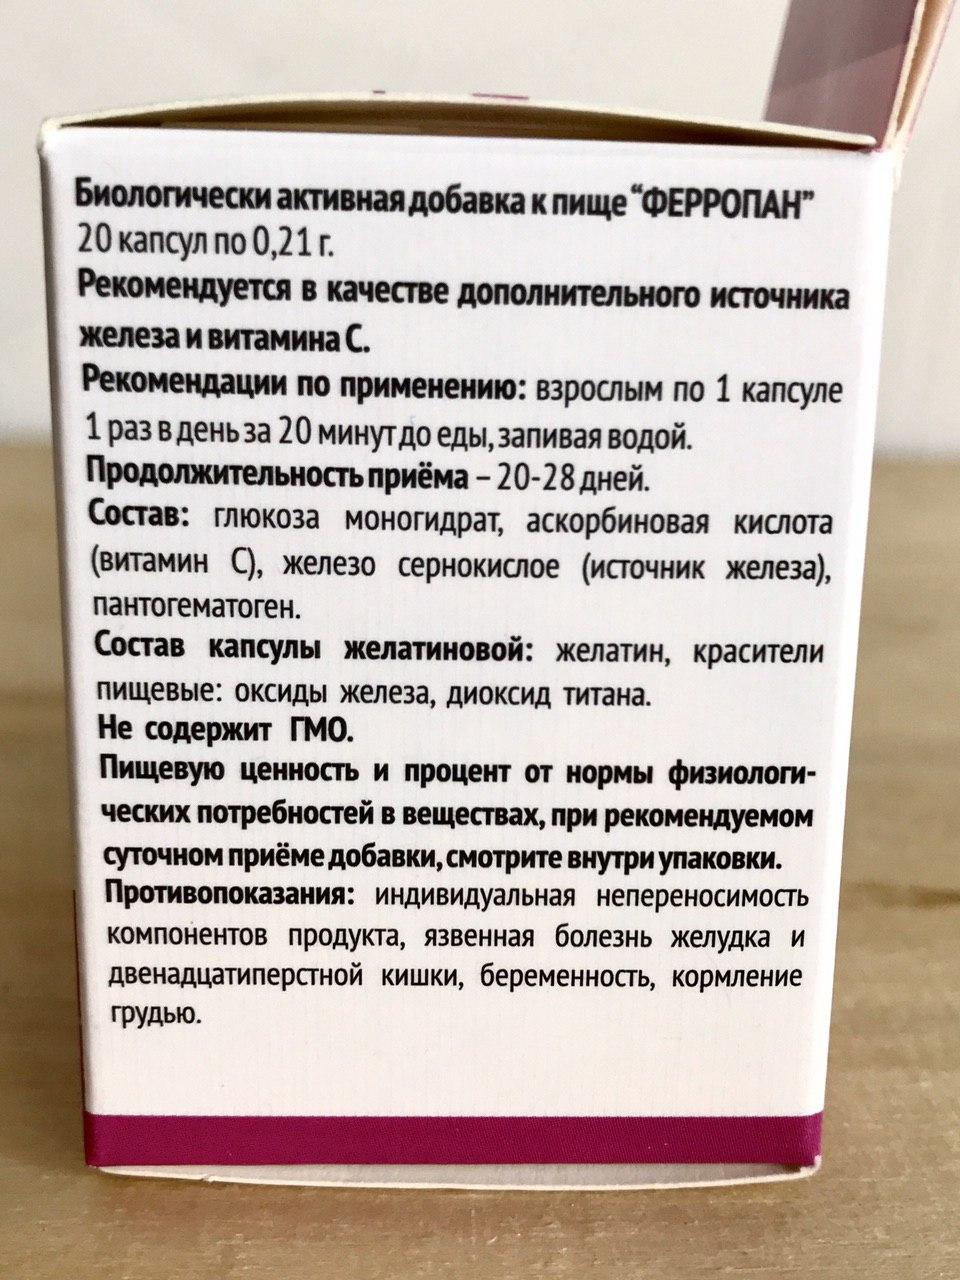 Биологически активная добавка к пище “ФЕРРОПАН”
20 капсул по 0,21 г.
Рекомендуется в качестве дополнительного источника
железа и витамина С.
Рекомендации по применению: взрослым по 1 капсуле
1 раз в день за 20 минут до еды, запивая водой.
Продолжительность приёма – 20-28 дней.
Состав: глюкоза моногидрат, аскорбиновая кислота
(витамин С), железо сернокислое (источник железа),
пантогематоген.
Состав капсулы желатиновой: желатин, красители
пищевые: оксиды железа, диоксид титана.
Не содержит ГМО.
Пищевую ценность и процент от нормы физиологи-
ческих потребностей в веществах, при рекомендуемом
суточном приёме добавки, смотрите внутри упаковки.
Противопоказания: индивидуальная непереносимость
компонентов продукта, язвенная болезнь желудка и
двенадцатиперстной кишки, беременность, кормление
грудью.